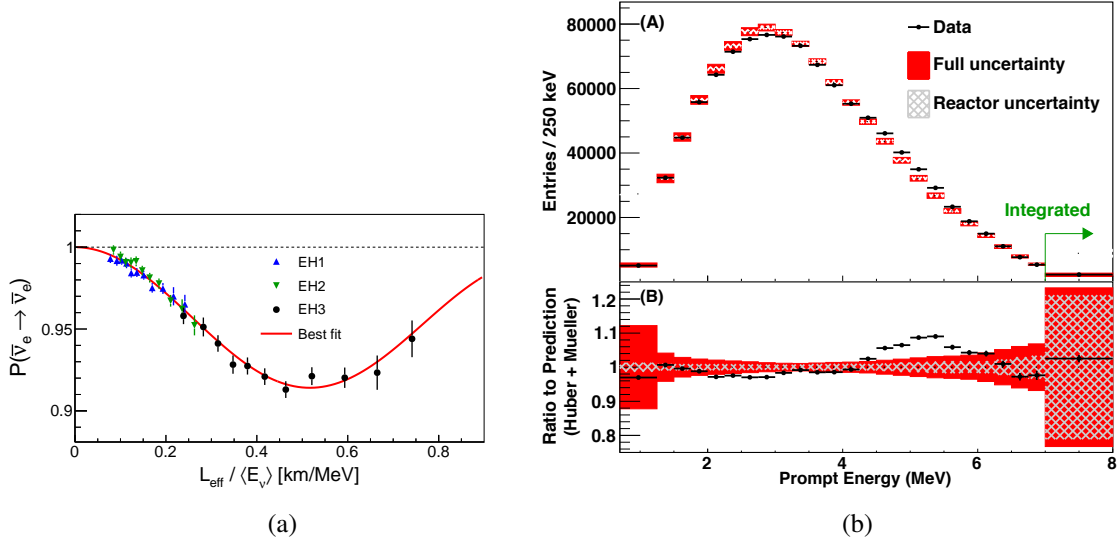 P(ν̅e → ν̅e)
1
0.95
0.9
EH1
EH2
EH3
Best fit
0
0.2
0.4
0.6
0.8
Leff / ⟨Eν⟩ [km/MeV]
(a)
(A)
Entries / 250 keV
80000
60000
40000
20000
Data
Full uncertainty
Reactor uncertainty
Integrated
(B)
Ratio to Prediction
(Huber + Mueller)
1.2
1.1
1
0.9
0.8
2
4
6
8
Prompt Energy (MeV)
(b)